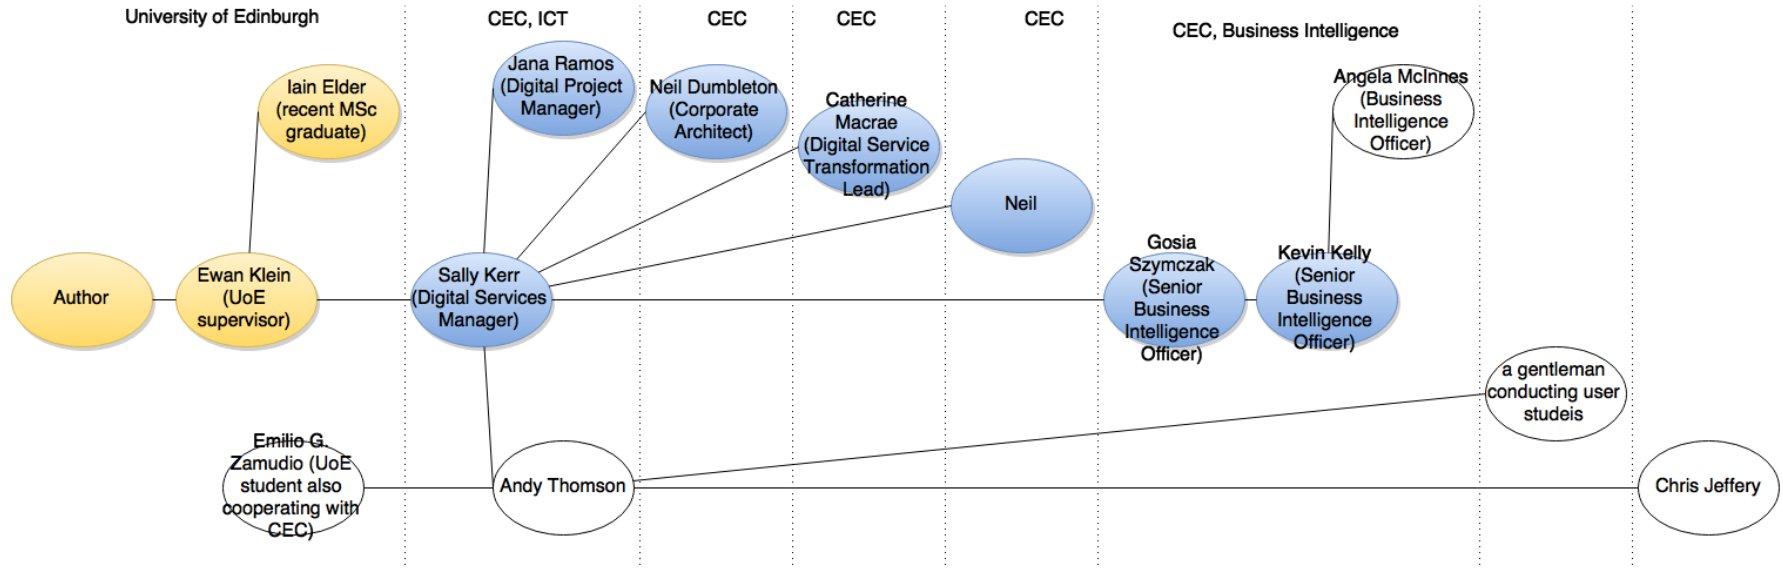 University of Edinburgh
CEC, ICT
CEC
CEC
CEC
CEC, Business Intelligence
Iain Elder
(recent MSc
graduate)
Jana Ramos
(Digital Project
Manager)
Neil Dumbleton
(Corporate
Architect)
Catherine
Macrae
(Digital Service
Transformation
Lead)
Neil
Angela McInnes
(Business
Intelligence
Officer)
Author
Ewan Klein
(UoE
supervisor)
Sally Kerr
(Digital Services
Manager)
Gosia
Szymczak
(Senior
Business
Intelligence
Officer)
Kevin Kelly
(Senior
Business
Intelligence
Officer)
a gentleman
conducting user
studeis
Emilio G.
Zamudio (UoE
student also
cooperating with
CEC)
Andy Thomson
Chris Jeffery